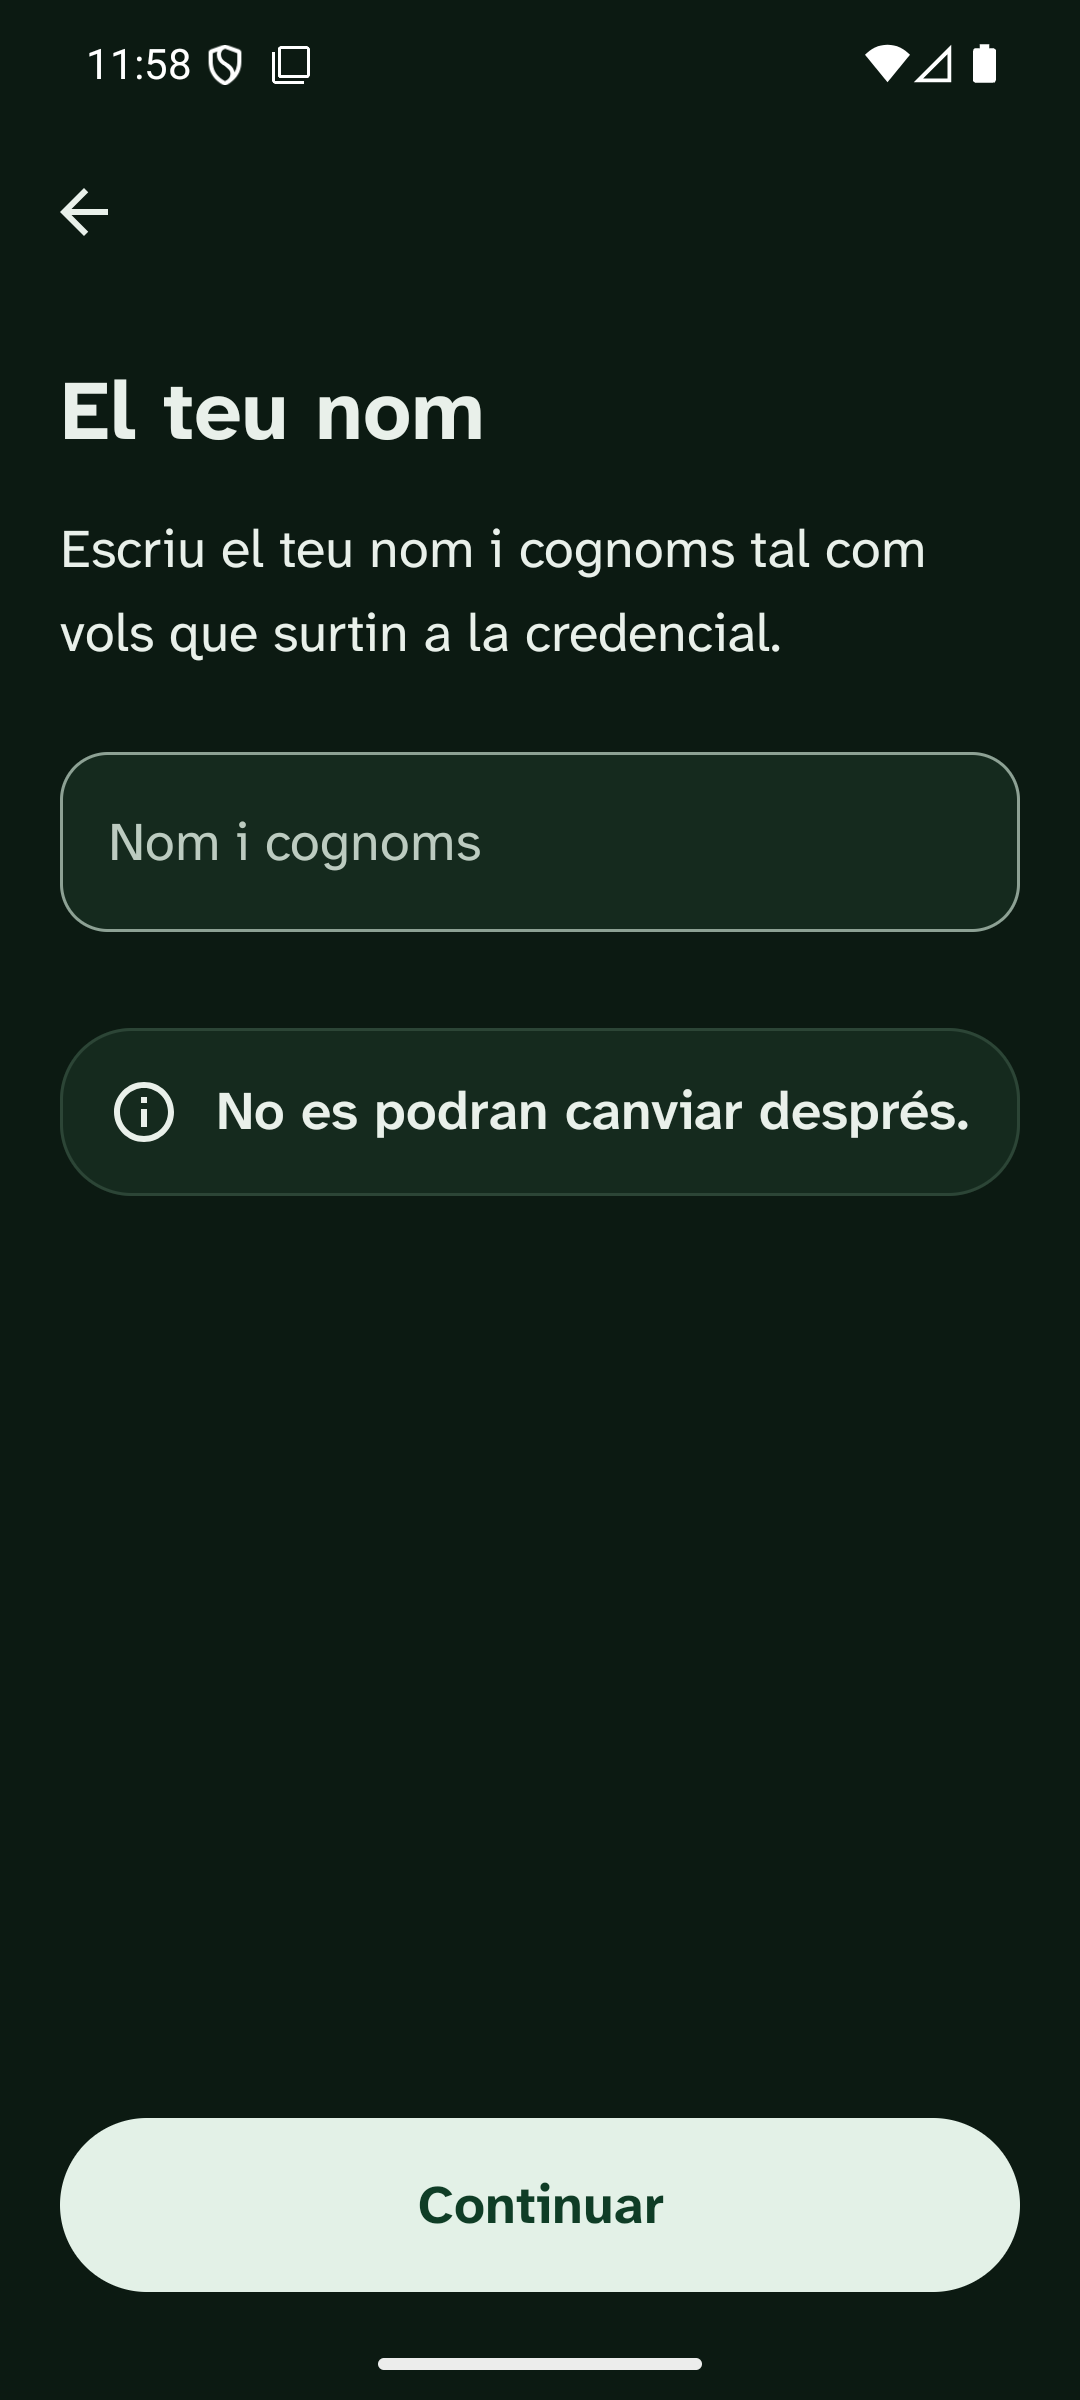 11:58
El teu nom
Escriu el teu nom i cognoms tal com
vols que surtin a la credencial.
Nom i cognoms
No es podran canviar després.
Continuar